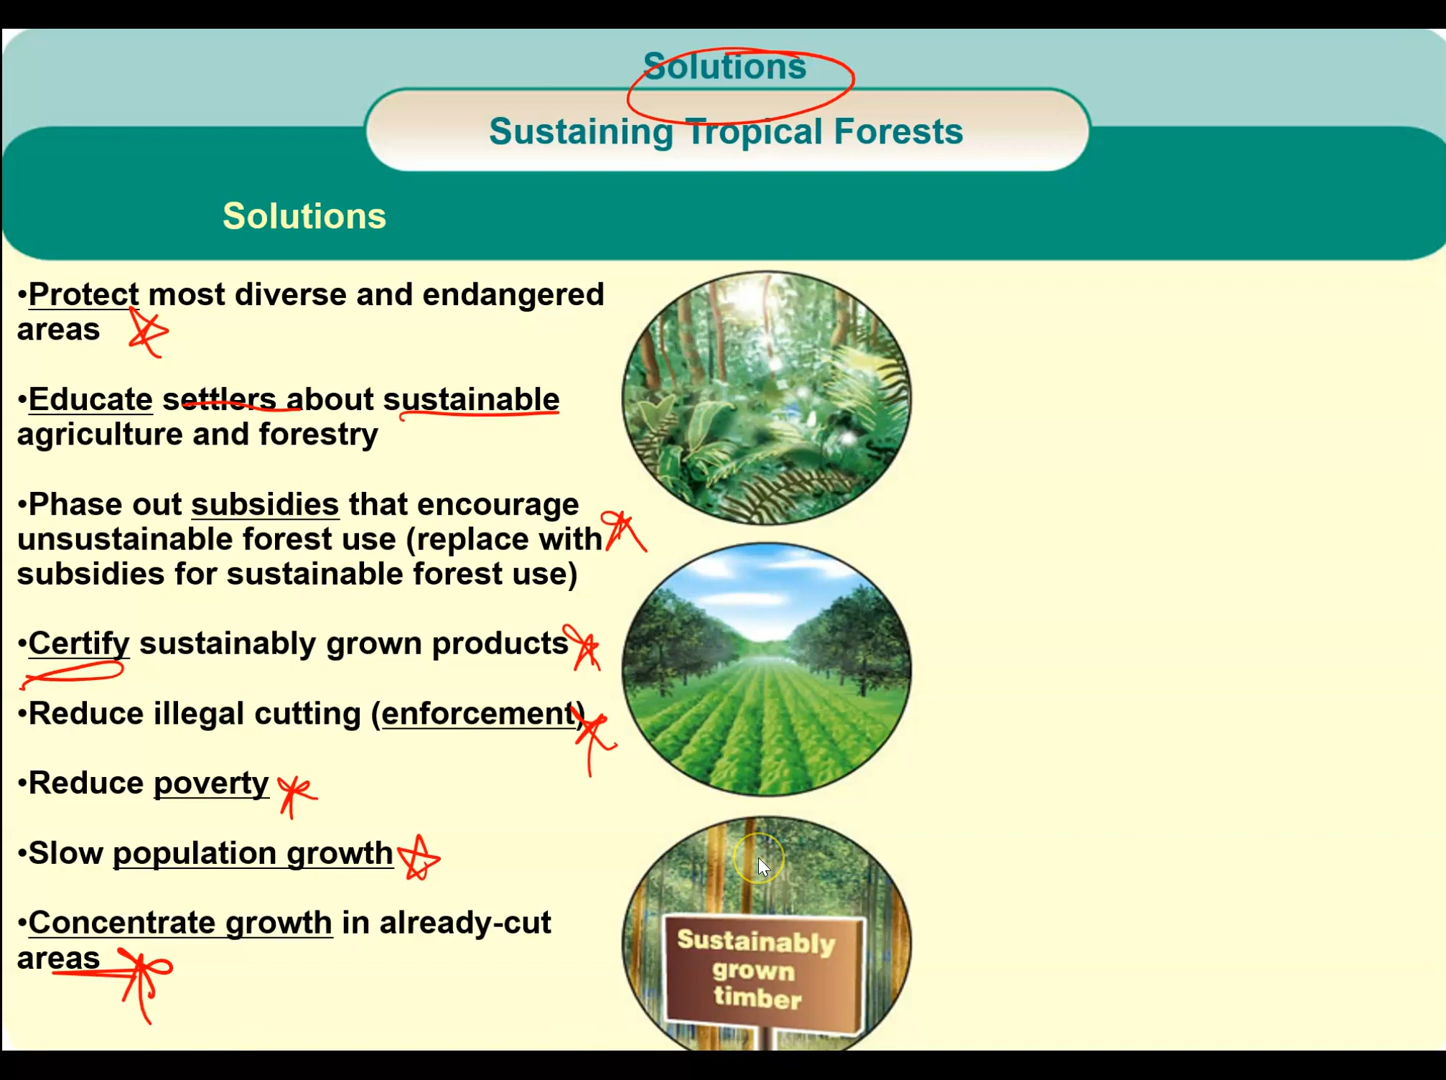 Solutions
Sustaining Tropical Forests
Solutions
•Protect most diverse and endangered
areas
•Educate settlers about sustainable
agriculture and forestry
•Phase out subsidies that encourage
unsustainable forest use (replace with
subsidies for sustainable forest use)
•Certify sustainably grown products
•Reduce illegal cutting (enforcement)
•Reduce poverty
•Slow population growth
•Concentrate growth in already-cut
areas
Sustainably
grown
timber